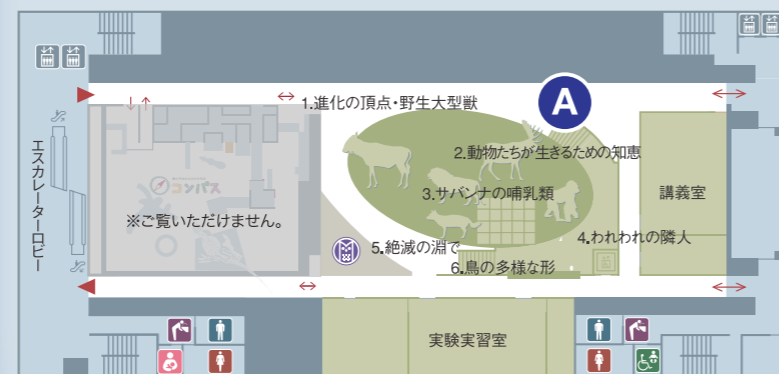 1.進化の頂点・野生大型獣
A
2.動物たちが生きるための知恵
エスカレーターロビー
コンパス
3.サバンナの哺乳類
講義室
※ご覧いただけません。
4.われわれの隣人
5.絶滅の淵で
6.鳥の多様な形
実験実習室